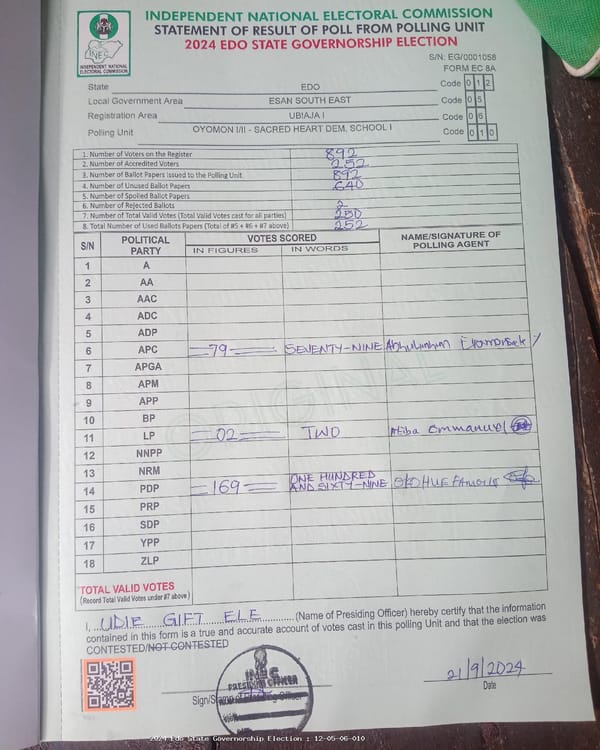 INDEPENDENT NATIONAL ELECTORAL COMMISSION
STATEMENT OF RESULT OF POLL FROM POLLING UNIT
2024 EDO STATE GOVERNORSHIP ELECTION
INEC
INDEPENDENT NATIONAL
ELECTORAL COMMISSION
S/N: EG/0001058
FORM EC 8A
State EDO Code 0 1 2
Local Government Area ESAN SOUTH EAST Code 0 5
Registration Area UBIAJA I Code 0 6
Polling Unit OYOMON I/II - SACRED HEART DEM. SCHOOL I Code 0 1 0
1. Number of Voters on the Register 892
2. Number of Accredited Voters 252
3. Number of Ballot Papers Issued to the Polling Unit 892
4. Number of Unused Ballot Papers 640
5. Number of Spoiled Ballot Papers
6. Number of Rejected Ballots 2
7. Number of Total Valid Votes (Total Valid Votes cast for all parties) 250
8. Total Number of Used Ballots Papers (Total of #5 + #6 + #7 above) 252
S/N POLITICAL PARTY VOTES SCORED NAME/SIGNATURE OF POLLING AGENT
IN FIGURES IN WORDS
1 A
2 AA
3 AAC
4 ADC
5 ADP
6 APC =79= SEVENTY-NINE
7 APGA
8 APM
9 APP
10 BP
11 LP =02= TWO Emmanuel
12 NNPP
13 NRM
14 PDP =169= ONE HUNDRED AND SIXTY-NINE
15 PRP
16 SDP
17 YPP
18 ZLP
ORIGINAL
TOTAL VALID VOTES
(Record Total Valid Votes under #7 above)
I, UDIE GIFT ELE (Name of Presiding Officer) hereby certify that the information
contained in this form is a true and accurate account of votes cast in this polling Unit and that the election was
CONTESTED/NOT CONTESTED
INEC
PRESIDING OFFICER
21/9/2024
Sign/Stamp Officer
Date
2024 Edo State Governorship Election : 12-05-06-010